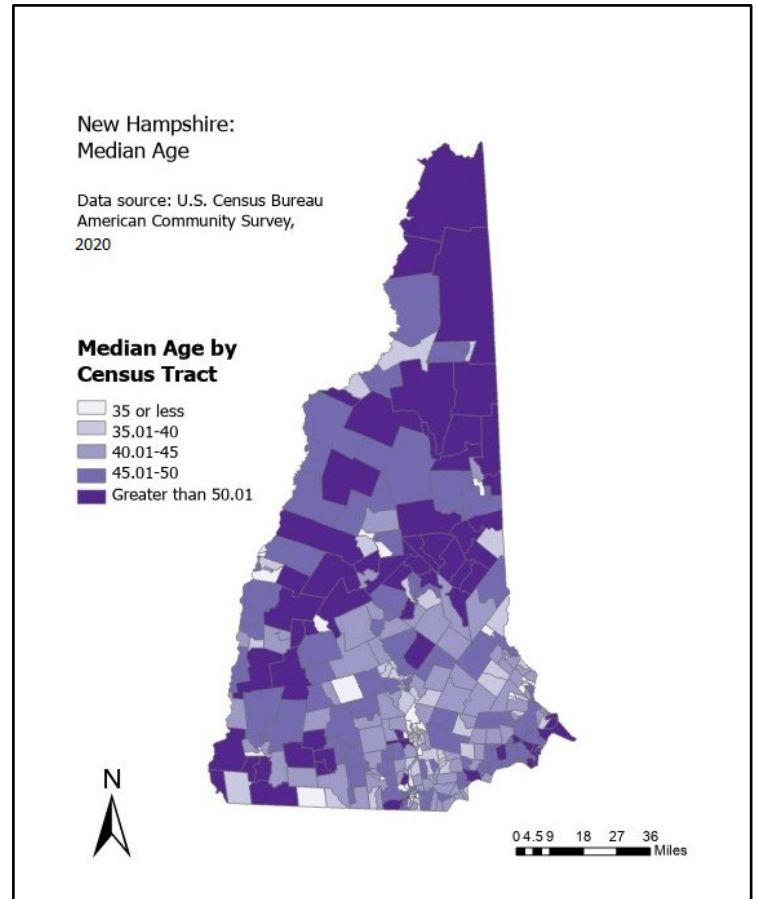 New Hampshire:
Median Age
Data source: U.S. Census Bureau
American Community Survey,
2020
Median Age by
Census Tract
35 or less
35.01-40
40.01-45
45.01-50
Greater than 50.01
N
0 4.5 9 18 27 36
Miles